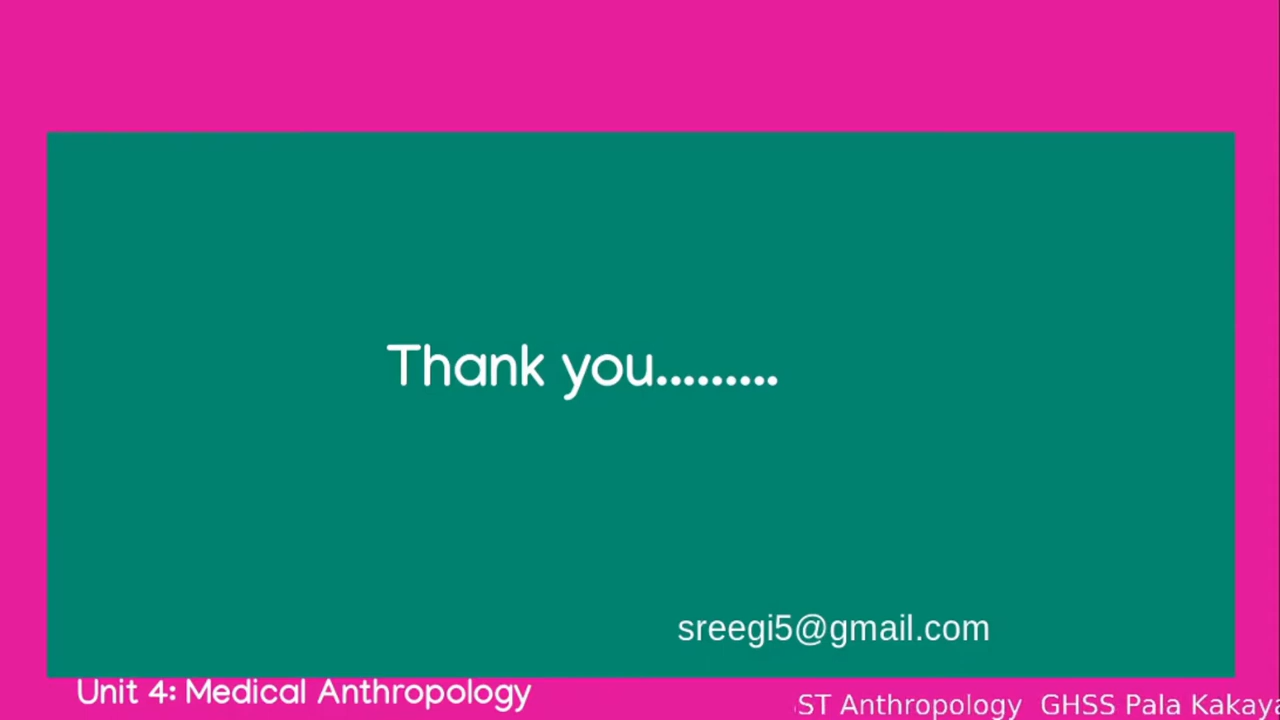 Thank you.........
sreegi5@gmail.com
Unit 4: Medical Anthropology
ST Anthropology GHSS Pala Kakaya